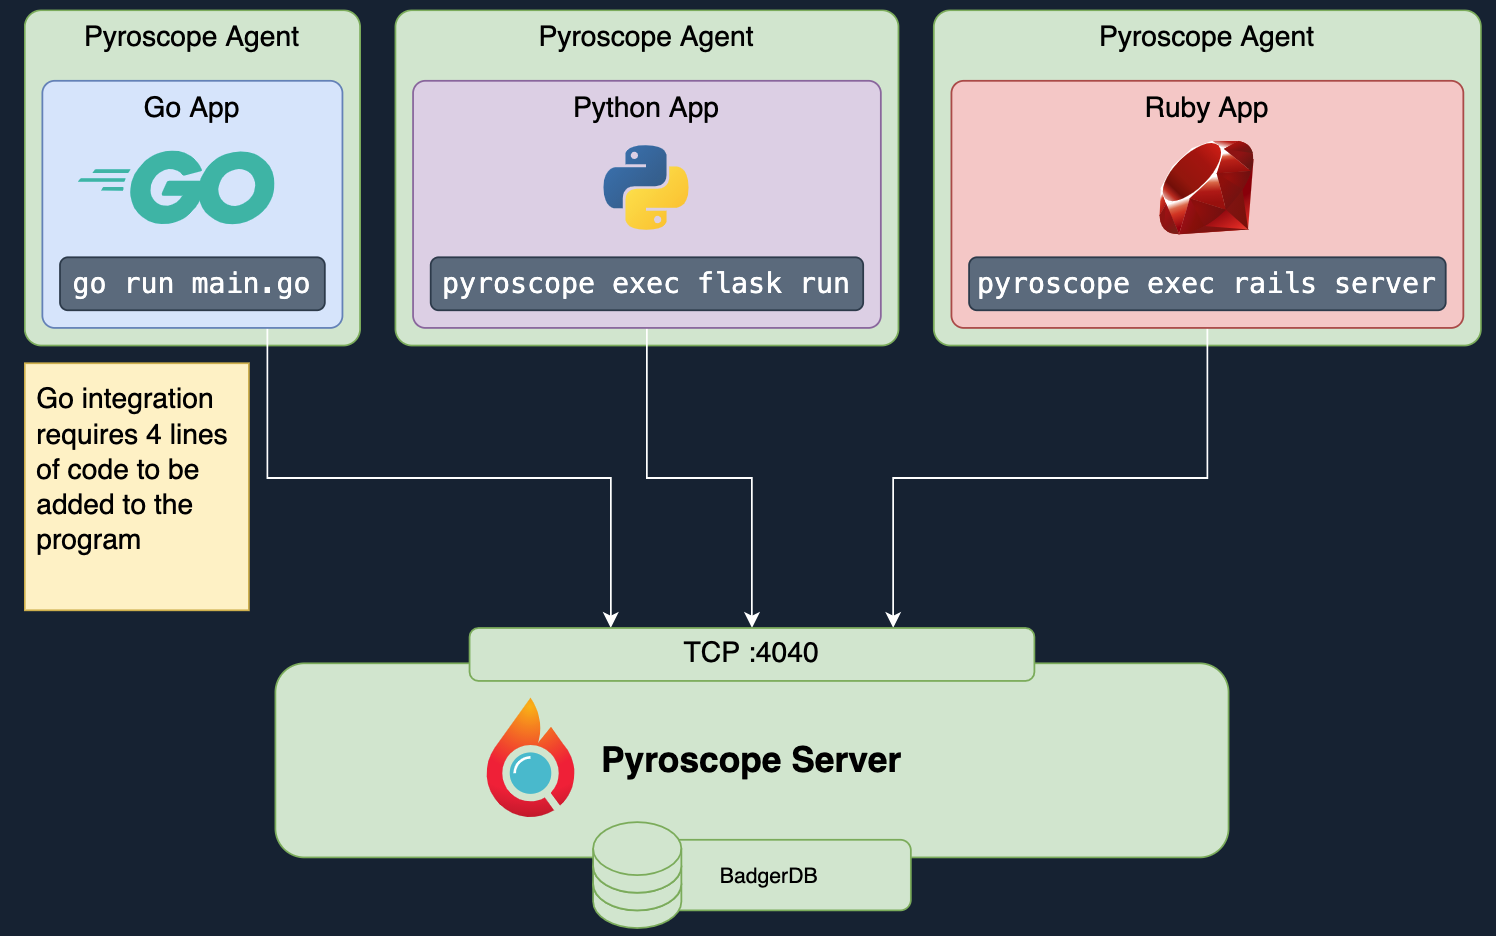 Pyroscope Agent
Go App
GO
go run main.go
Pyroscope Agent
Python App
pyroscope exec flask run
Pyroscope Agent
Ruby App
pyroscope exec rails server
Go integration
requires 4 lines
of code to be
added to the
program
TCP :4040
Pyroscope Server
BadgerDB